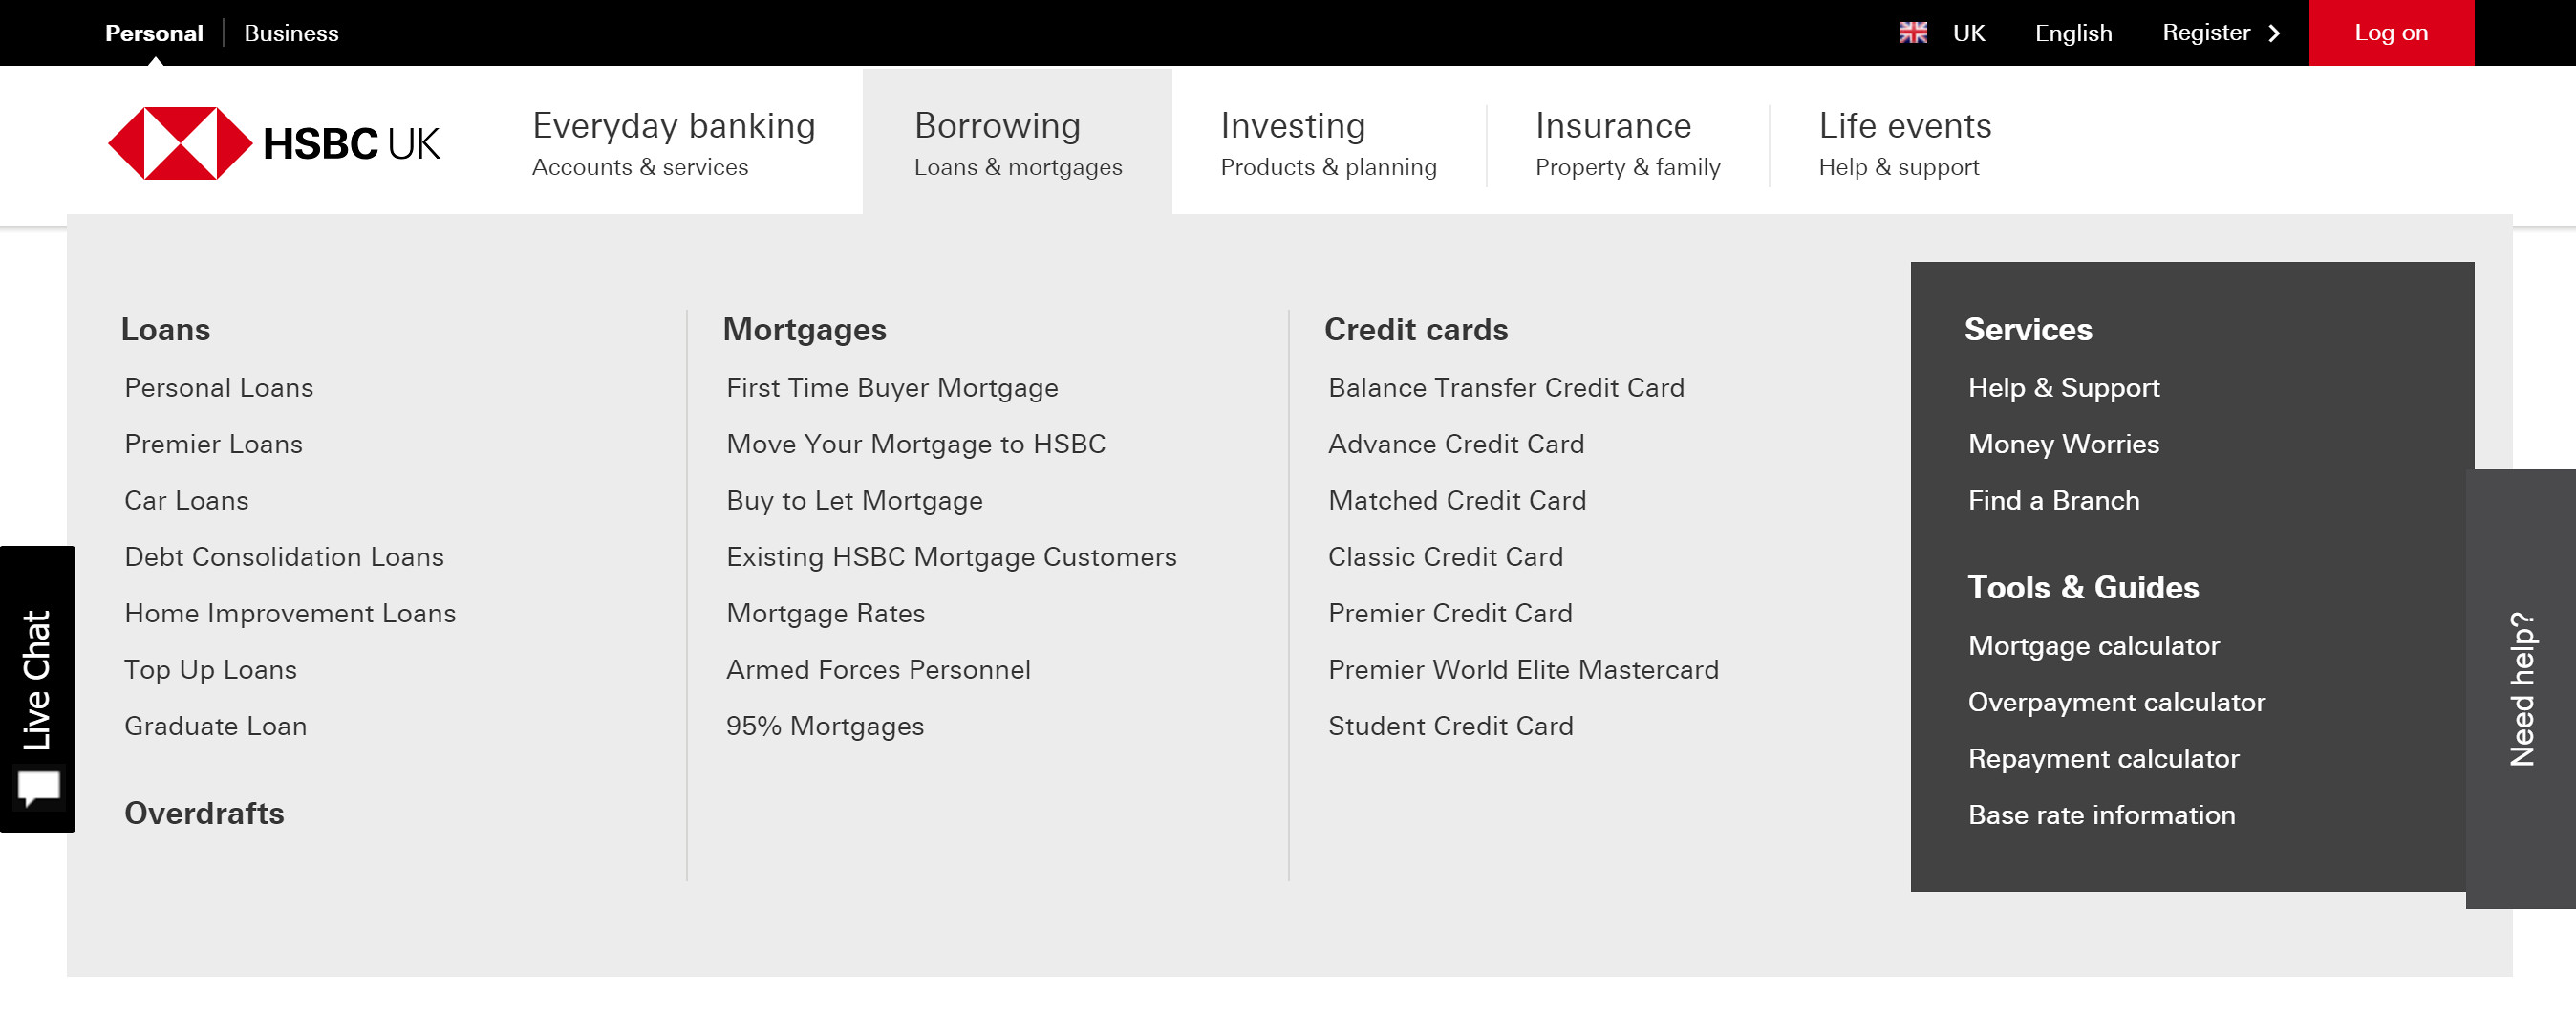 Personal
Business
UK
English
Register
Log on
HSBC UK
Everyday banking
Accounts & services
Borrowing
Loans & mortgages
Investing
Products & planning
Insurance
Property & family
Life events
Help & support
Loans
Personal Loans
Premier Loans
Car Loans
Debt Consolidation Loans
Home Improvement Loans
Top Up Loans
Graduate Loan
Overdrafts
Mortgages
First Time Buyer Mortgage
Move Your Mortgage to HSBC
Buy to Let Mortgage
Existing HSBC Mortgage Customers
Mortgage Rates
Armed Forces Personnel
95% Mortgages
Credit cards
Balance Transfer Credit Card
Advance Credit Card
Matched Credit Card
Classic Credit Card
Premier Credit Card
Premier World Elite Mastercard
Student Credit Card
Services
Help & Support
Money Worries
Find a Branch
Tools & Guides
Mortgage calculator
Overpayment calculator
Repayment calculator
Base rate information
Live Chat
Need help?